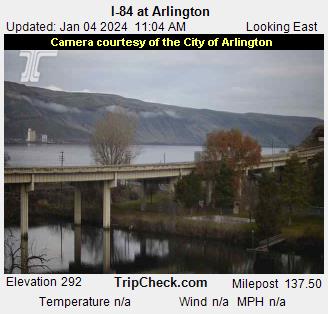 I-84 at Arlington
Updated: Jan 04 2024 11:04 AM Looking East
Camera courtesy of the City of Arlington
Elevation 292 TripCheck.com Milepost 137.50
Temperature n/a Wind n/a MPH n/a